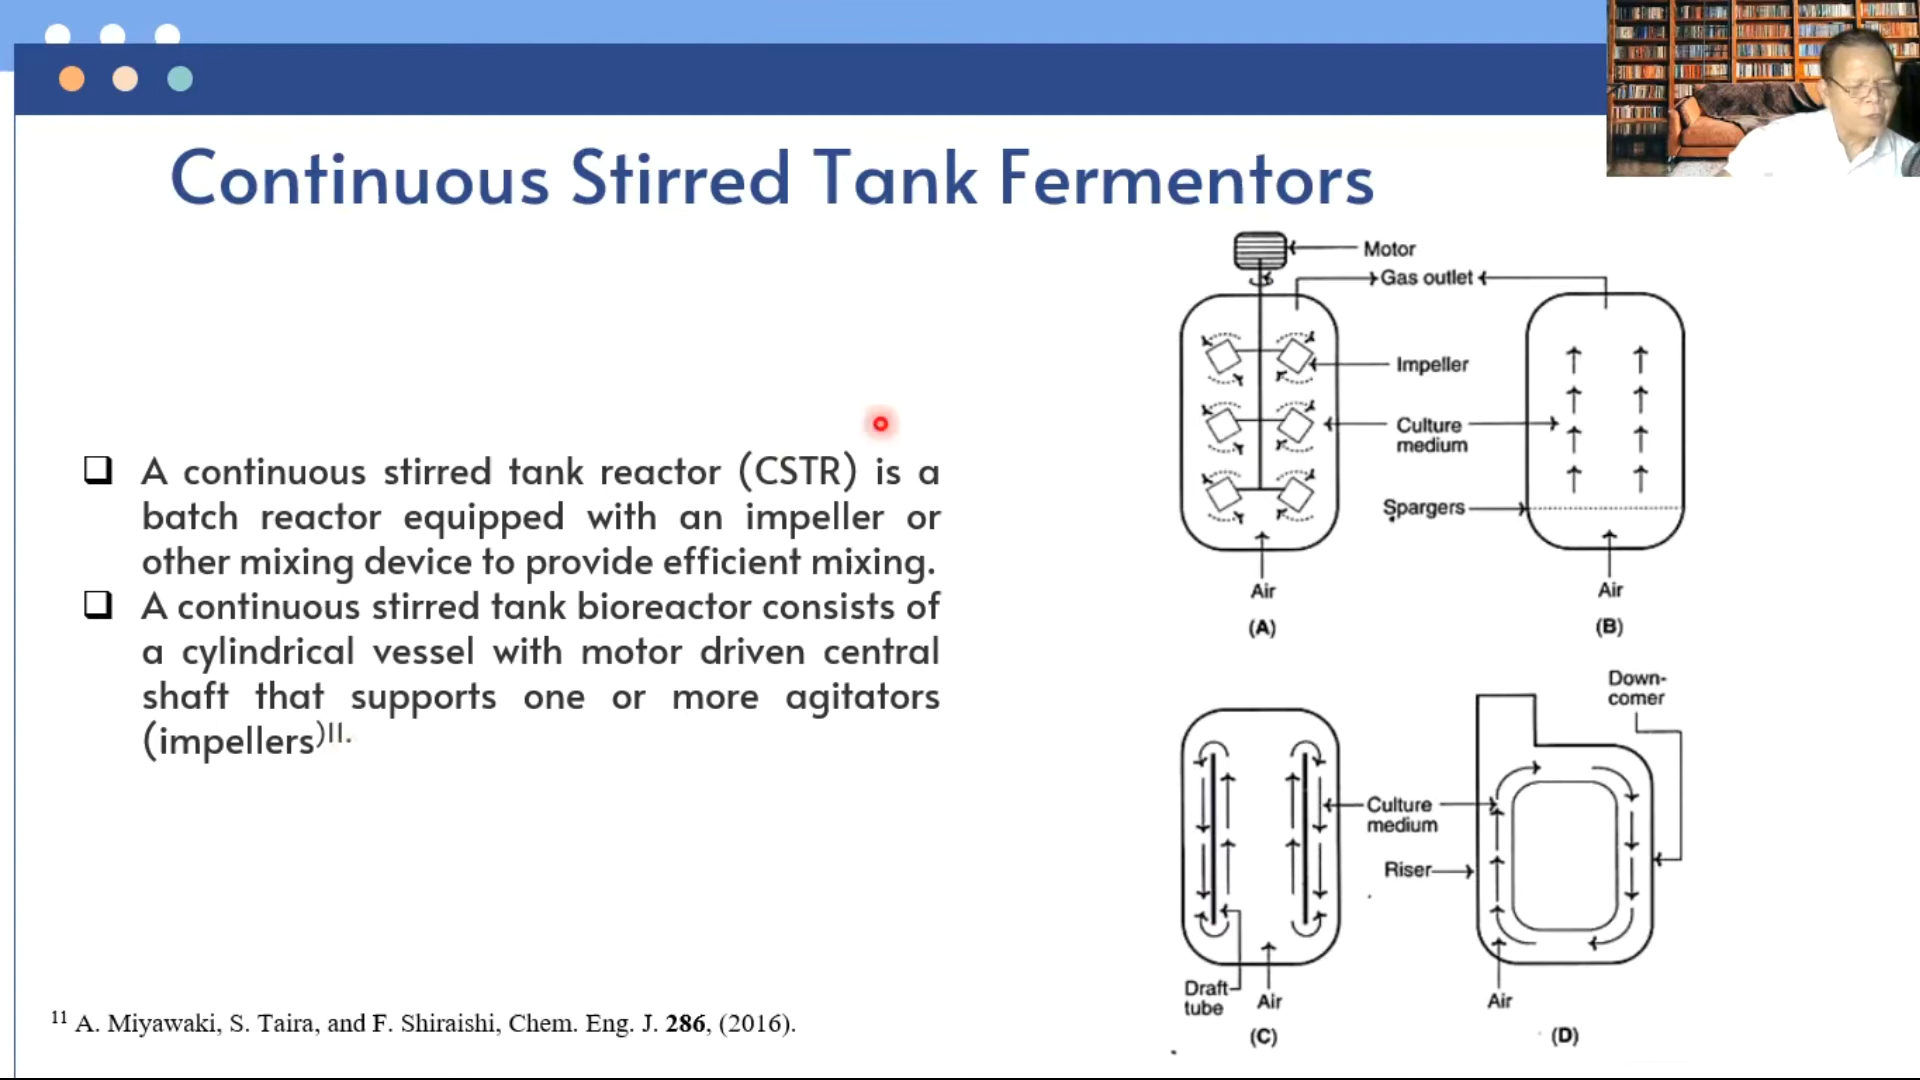 Continuous Stirred Tank Fermentors
❑ A continuous stirred tank reactor (CSTR) is a
batch reactor equipped with an impeller or
other mixing device to provide efficient mixing.
❑ A continuous stirred tank bioreactor consists of
a cylindrical vessel with motor driven central
shaft that supports one or more agitators
(impellers)11.
11 A. Miyawaki, S. Taira, and F. Shiraishi, Chem. Eng. J. 286, (2016).
Motor
Gas outlet
Impeller
Culture
medium
Spargers
Air
Air
(A)
(B)
Down-
comer
Culture
medium
Riser
Draft
tube
Air
Air
(C)
(D)